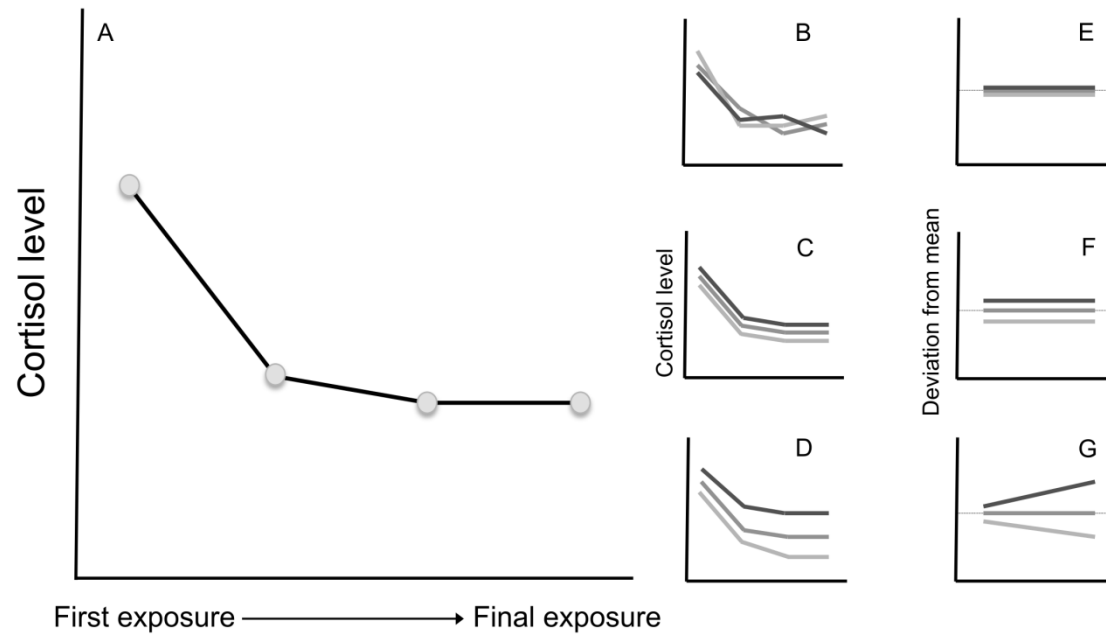 A
Cortisol level
First exposure
Final exposure
B
C
D
Cortisol level
E
F
G
Deviation from mean